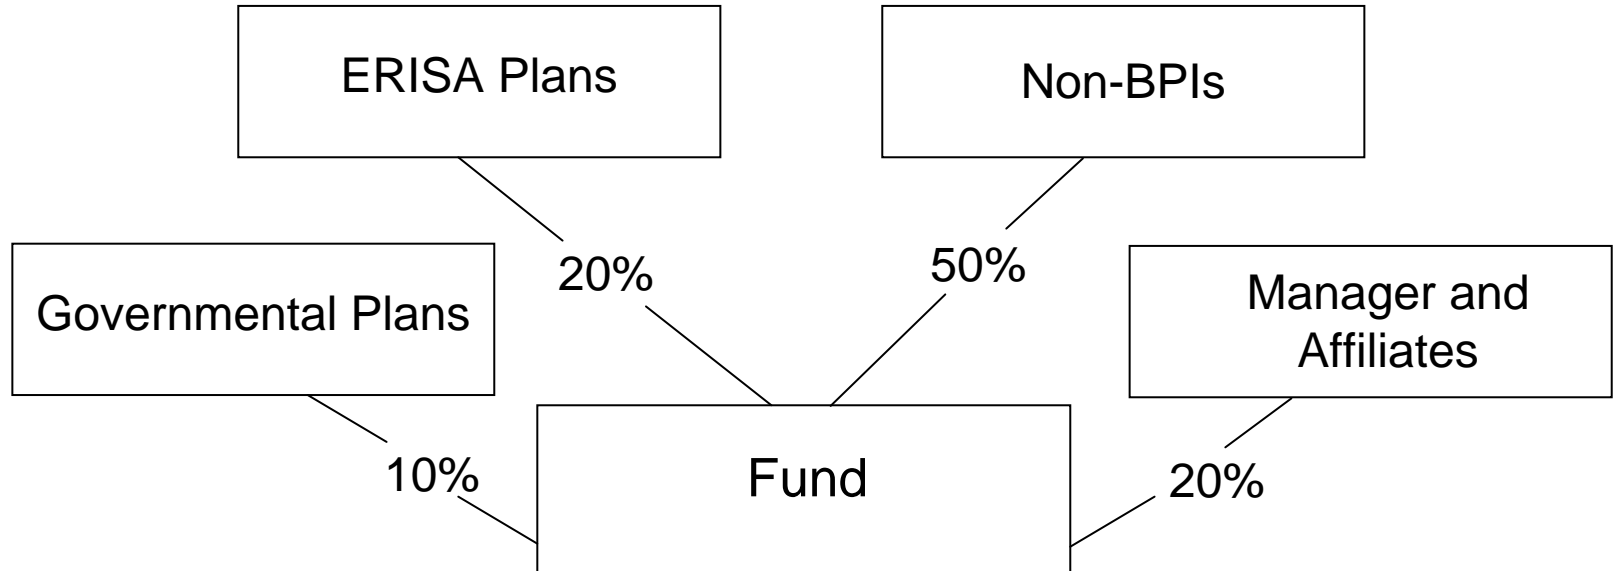 ERISA Plans
Non-BPIs
20%
50%
Governmental Plans
Manager and
Affiliates
10%
Fund
20%